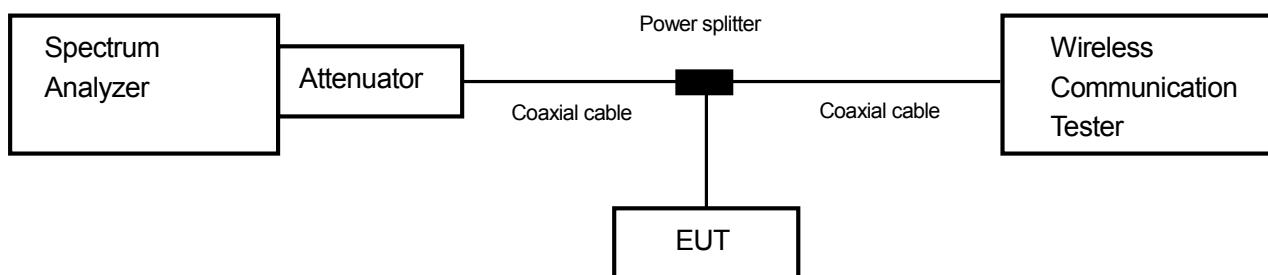 Spectrum
Analyzer
Attenuator
Power splitter
Coaxial cable
Coaxial cable
Wireless
Communication
Tester
EUT